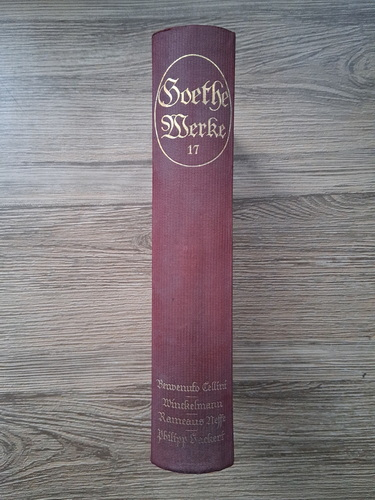 Goethe
Werke
17
Benvenuto Cellini
Winckelmann
Rameaus Neffe
Philipp Hackert